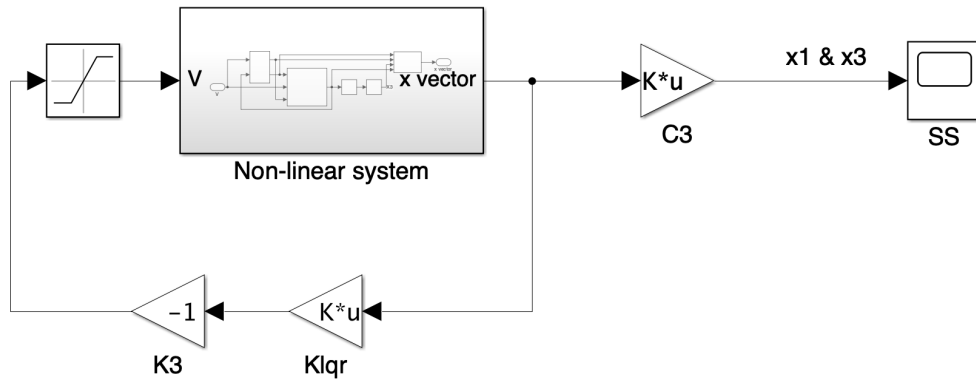 x1 & x3
V
x vector
K*u
C3
SS
Non-linear system
-1
K*u
K3
Klqr